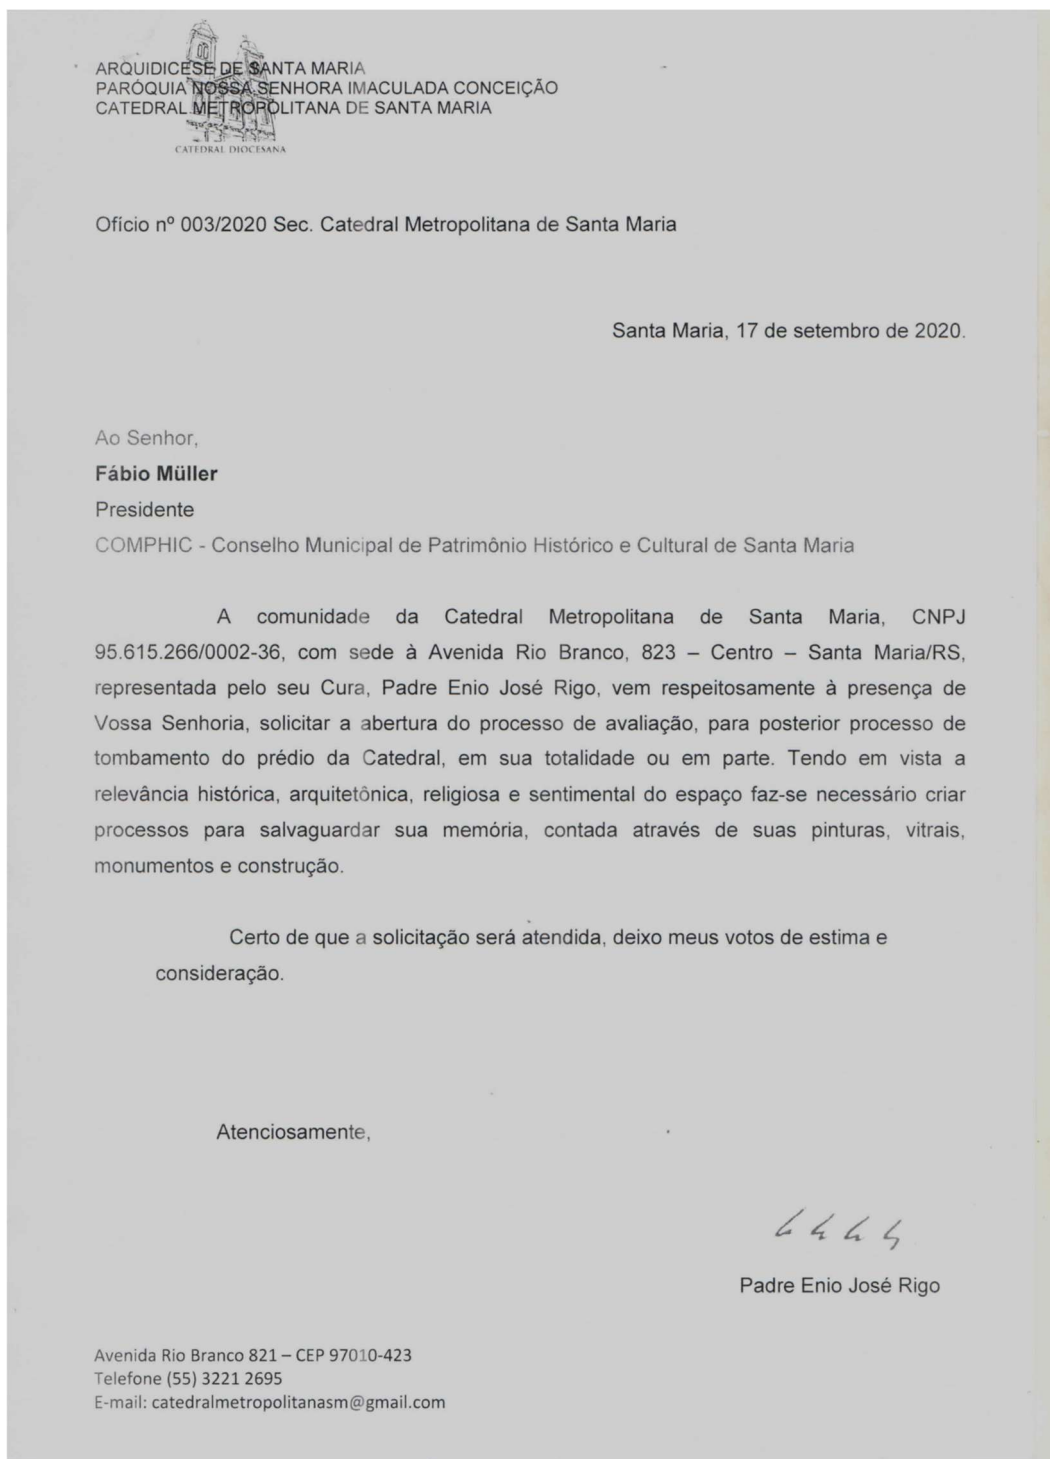 ARQUIDICESE DE SANTA MARIA
PARÓQUIA NOSSA SENHORA IMACULADA CONCEIÇÃO
CATEDRAL METROPOLITANA DE SANTA MARIA
CATEDRAL DIOCESANA
Ofício nº 003/2020 Sec. Catedral Metropolitana de Santa Maria
Santa Maria, 17 de setembro de 2020.
Ao Senhor,
Fábio Müller
Presidente
COMPHIC - Conselho Municipal de Patrimônio Histórico e Cultural de Santa Maria
A comunidade da Catedral Metropolitana de Santa Maria, CNPJ
95.615.266/0002-36, com sede à Avenida Rio Branco, 823 – Centro – Santa Maria/RS,
representada pelo seu Cura, Padre Enio José Rigo, vem respeitosamente à presença de
Vossa Senhoria, solicitar a abertura do processo de avaliação, para posterior processo de
tombamento do prédio da Catedral, em sua totalidade ou em parte. Tendo em vista a
relevância histórica, arquitetônica, religiosa e sentimental do espaço faz-se necessário criar
processos para salvaguardar sua memória, contada através de suas pinturas, vitrais,
monumentos e construção.
Certo de que a solicitação será atendida, deixo meus votos de estima e
consideração.
Atenciosamente,
Padre Enio José Rigo
Avenida Rio Branco 821 – CEP 97010-423
Telefone (55) 3221 2695
E-mail: catedralmetropolitanasm@gmail.com